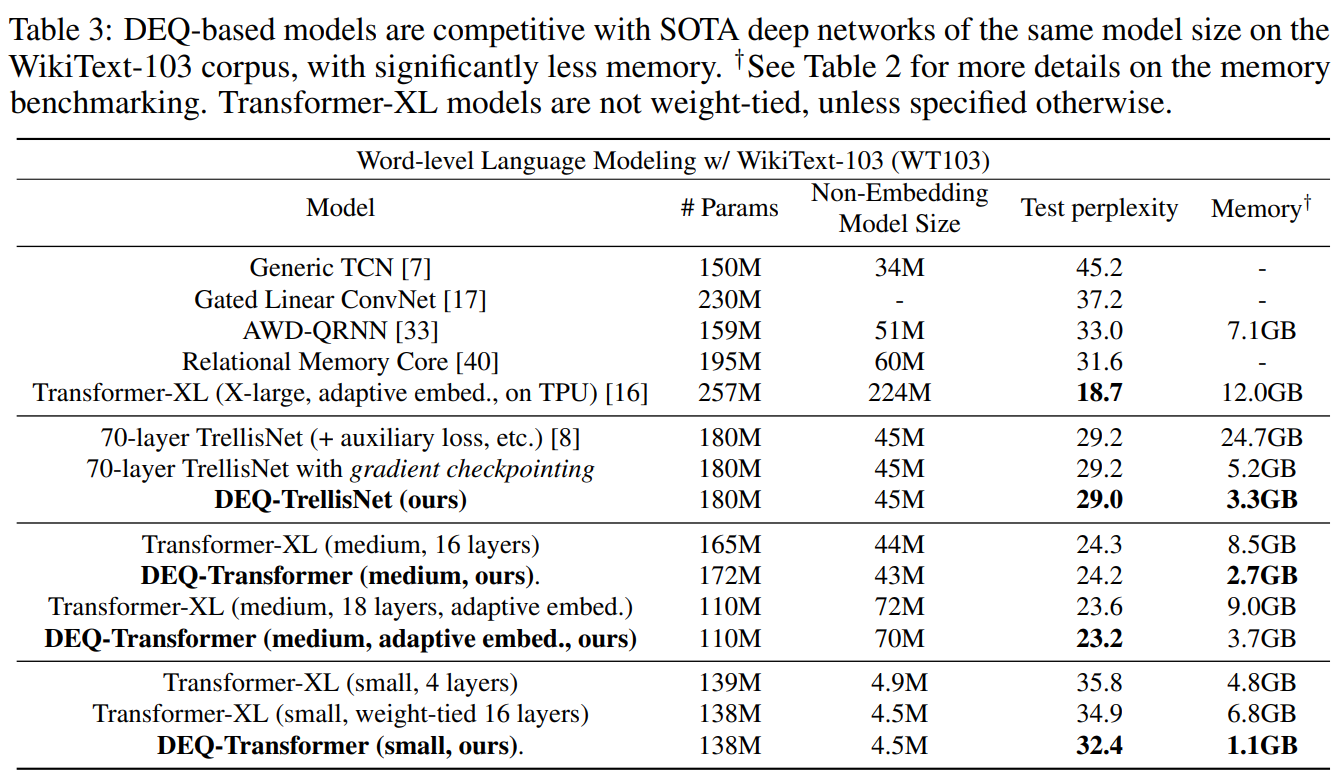 Table 3: DEQ-based models are competitive with SOTA deep networks of the same model size on the
WikiText-103 corpus, with significantly less memory. †See Table 2 for more details on the memory
benchmarking. Transformer-XL models are not weight-tied, unless specified otherwise.
Word-level Language Modeling w/ WikiText-103 (WT103)
Model # Params Non-Embedding Model Size Test perplexity Memory†
Generic TCN [7] 150M 34M 45.2 -
Gated Linear ConvNet [17] 230M - 37.2 -
AWD-QRNN [33] 159M 51M 33.0 7.1GB
Relational Memory Core [40] 195M 60M 31.6 -
Transformer-XL (X-large, adaptive embed., on TPU) [16] 257M 224M 18.7 12.0GB
70-layer TrellisNet (+ auxiliary loss, etc.) [8] 180M 45M 29.2 24.7GB
70-layer TrellisNet with gradient checkpointing 180M 45M 29.2 5.2GB
DEQ-TrellisNet (ours) 180M 45M 29.0 3.3GB
Transformer-XL (medium, 16 layers) 165M 44M 24.3 8.5GB
DEQ-Transformer (medium, ours). 172M 43M 24.2 2.7GB
Transformer-XL (medium, 18 layers, adaptive embed.) 110M 72M 23.6 9.0GB
DEQ-Transformer (medium, adaptive embed., ours) 110M 70M 23.2 3.7GB
Transformer-XL (small, 4 layers) 139M 4.9M 35.8 4.8GB
Transformer-XL (small, weight-tied 16 layers) 138M 4.5M 34.9 6.8GB
DEQ-Transformer (small, ours). 138M 4.5M 32.4 1.1GB